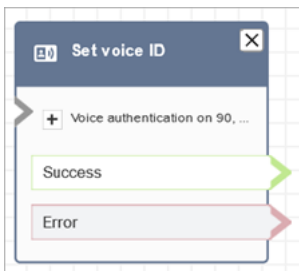 Set voice ID
Voice authentication on 90, ...
Success
Error